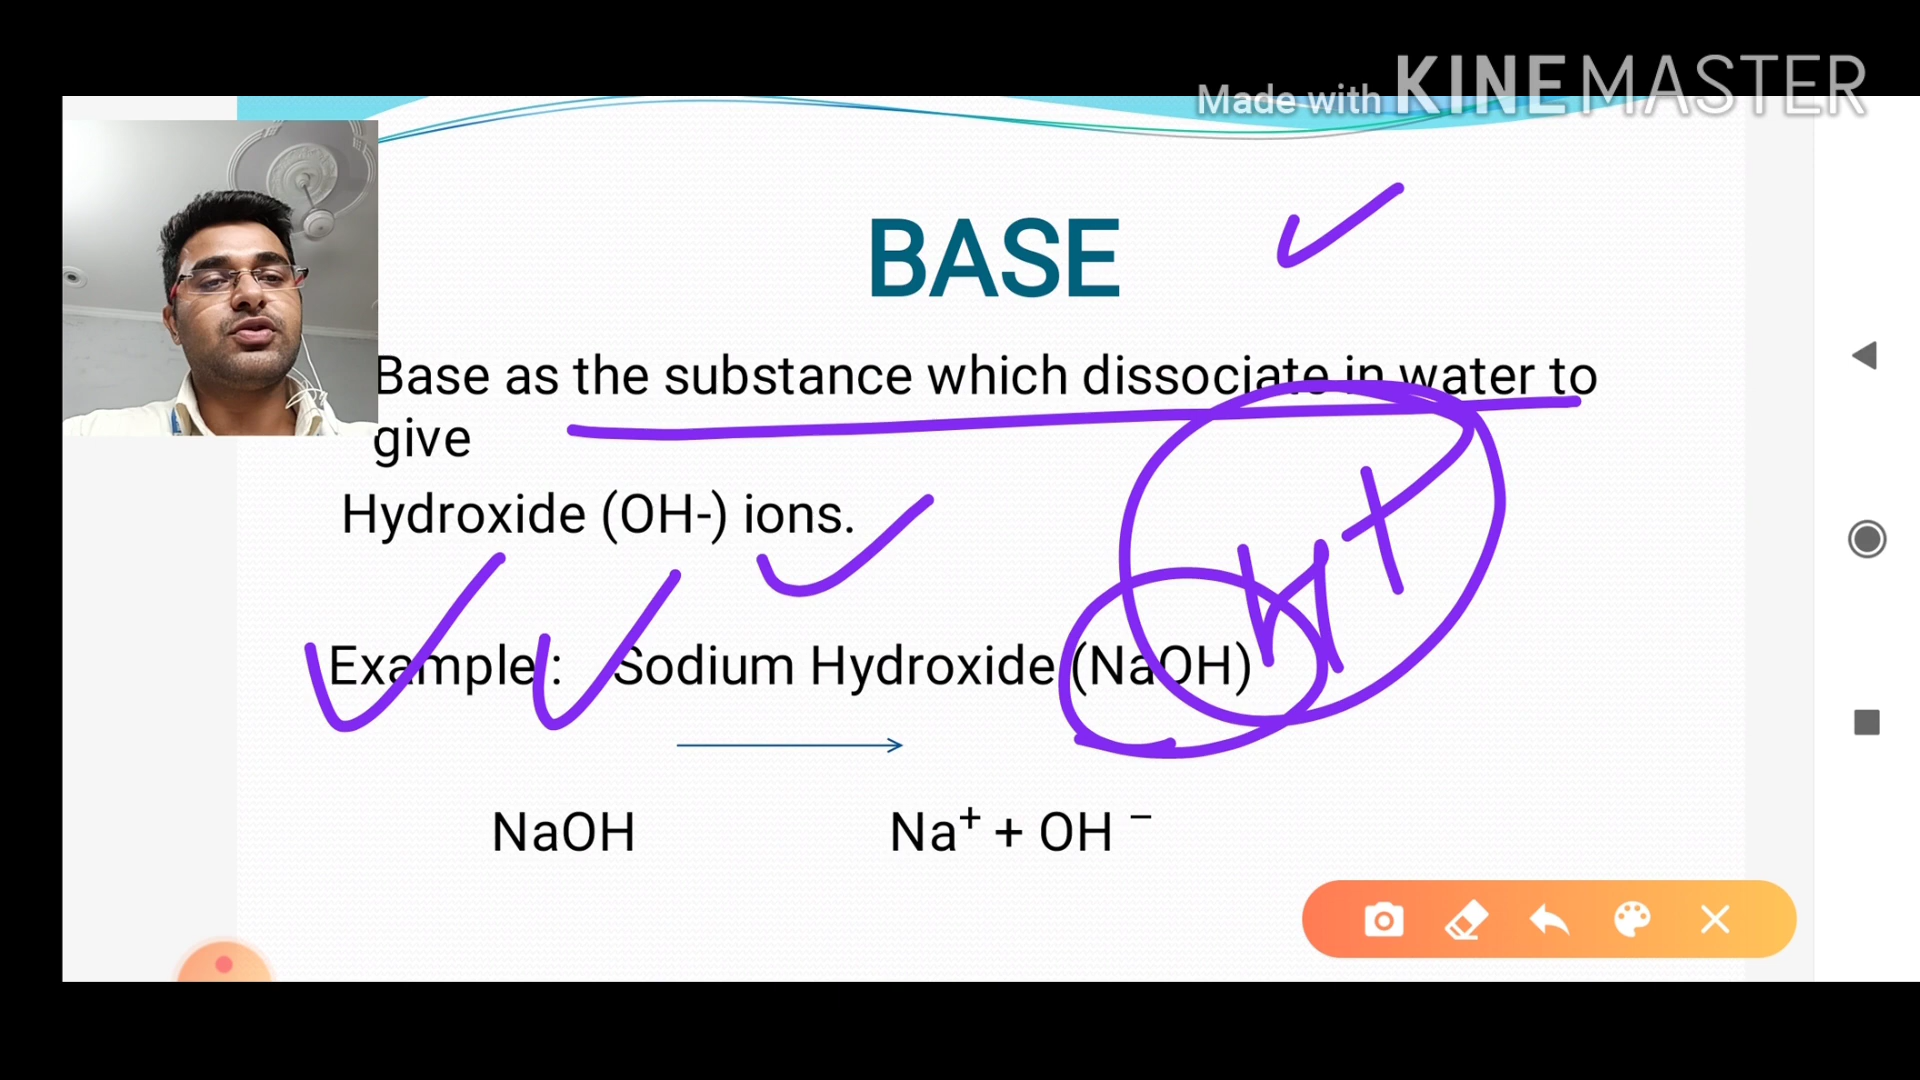 Made with KINEMASTER
BASE
Base as the substance which dissociate in water to
give
Hydroxide (OH-) ions.
H+
Example : Sodium Hydroxide (NaOH)
NaOH Na⁺ + OH ⁻